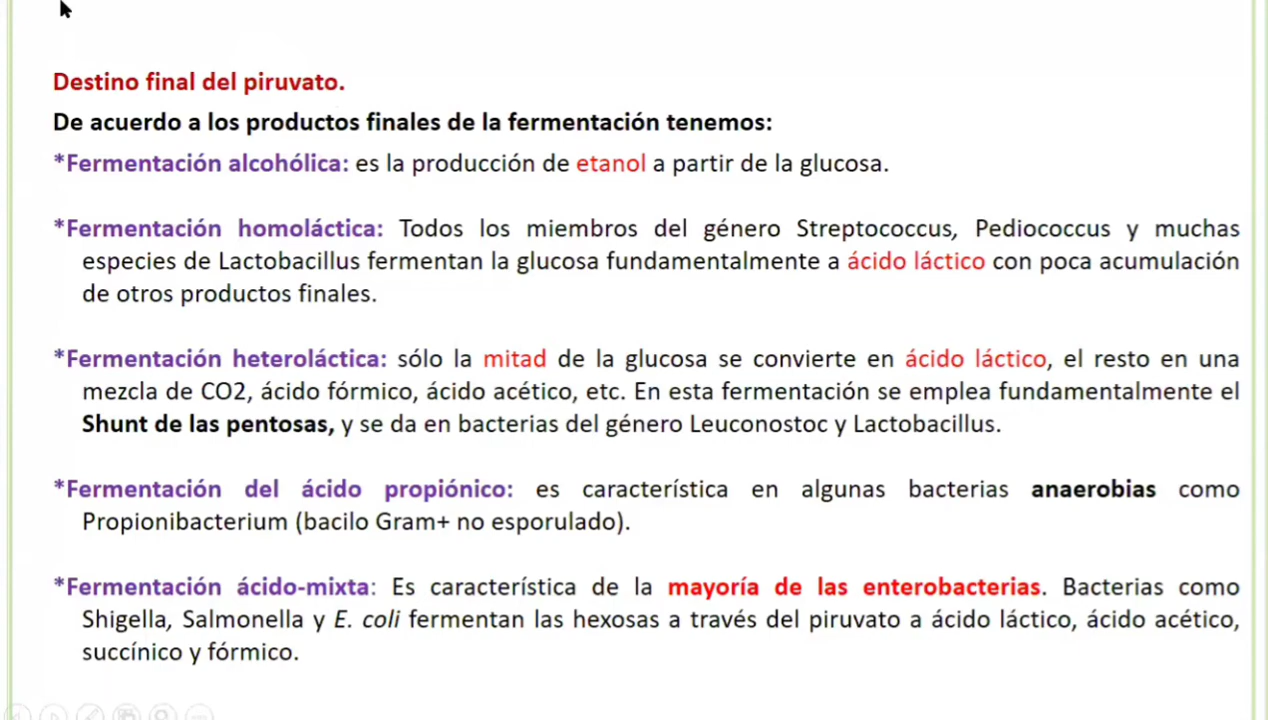 Destino final del piruvato.
De acuerdo a los productos finales de la fermentación tenemos:
*Fermentación alcohólica: es la producción de etanol a partir de la glucosa.
*Fermentación homoláctica: Todos los miembros del género Streptococcus, Pediococcus y muchas
especies de Lactobacillus fermentan la glucosa fundamentalmente a ácido láctico con poca acumulación
de otros productos finales.
*Fermentación heteroláctica: sólo la mitad de la glucosa se convierte en ácido láctico, el resto en una
mezcla de CO2, ácido fórmico, ácido acético, etc. En esta fermentación se emplea fundamentalmente el
Shunt de las pentosas, y se da en bacterias del género Leuconostoc y Lactobacillus.
*Fermentación del ácido propiónico: es característica en algunas bacterias anaerobias como
Propionibacterium (bacilo Gram+ no esporulado).
*Fermentación ácido-mixta: Es característica de la mayoría de las enterobacterias. Bacterias como
Shigella, Salmonella y E. coli fermentan las hexosas a través del piruvato a ácido láctico, ácido acético,
succínico y fórmico.